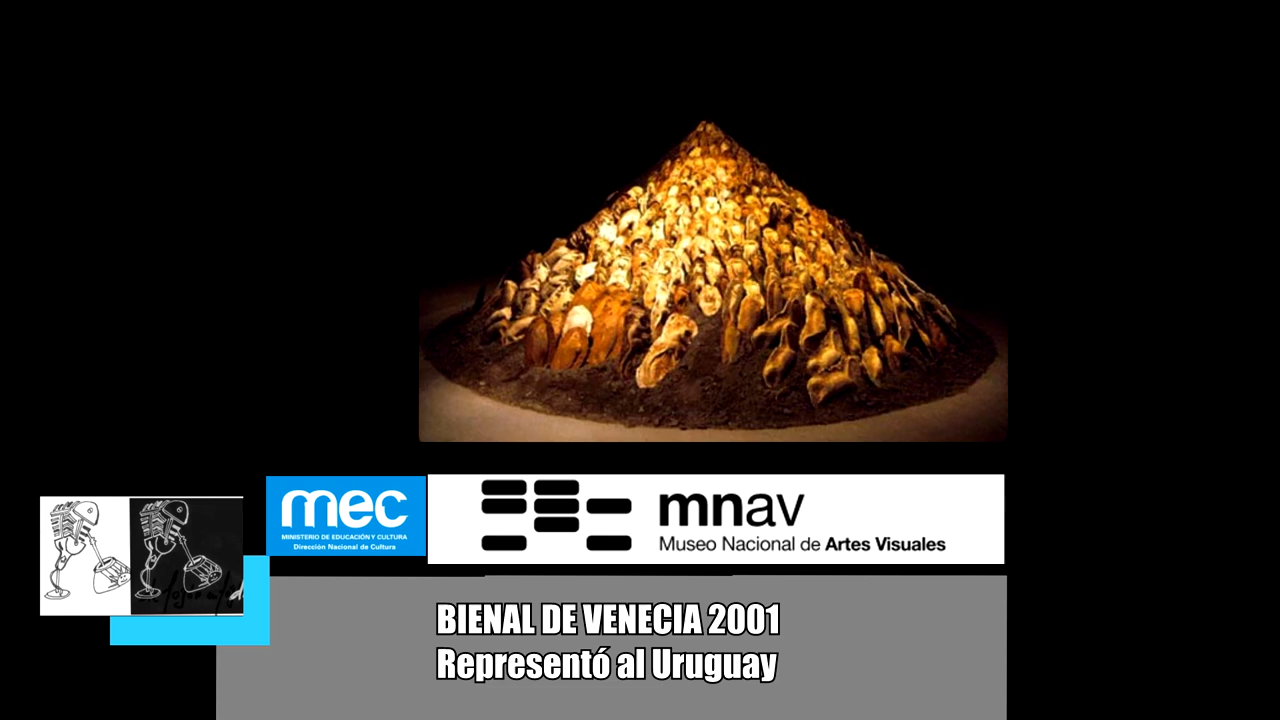 mec
MINISTERIO DE EDUCACIÓN Y CULTURA
Dirección Nacional de Cultura
mnav
Museo Nacional de Artes Visuales
BIENAL DE VENECIA 2001
Representó al Uruguay